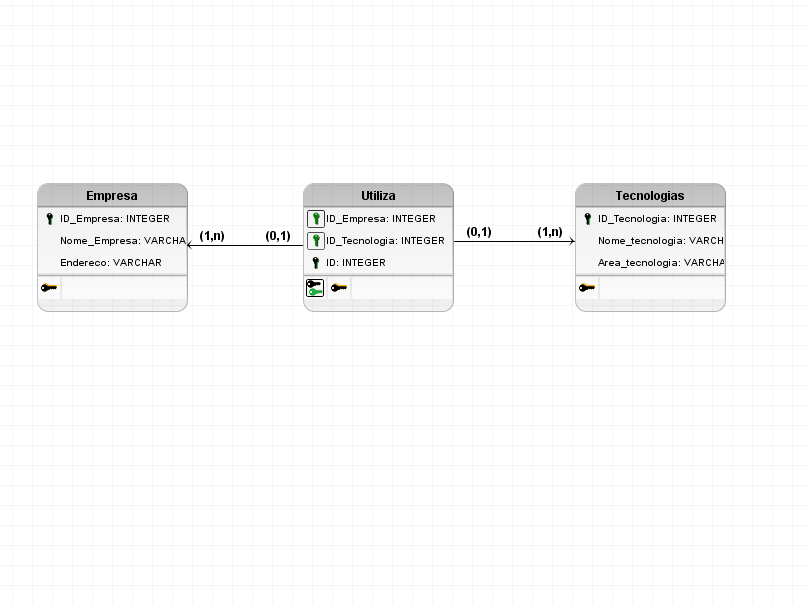 Empresa
ID_Empresa: INTEGER
Nome_Empresa: VARCHA
Endereco: VARCHAR
(1,n)
(0,1)
Utiliza
ID_Empresa: INTEGER
ID_Tecnologia: INTEGER
ID: INTEGER
(0,1)
(1,n)
Tecnologias
ID_Tecnologia: INTEGER
Nome_tecnologia: VARCH
Area_tecnologia: VARCHA